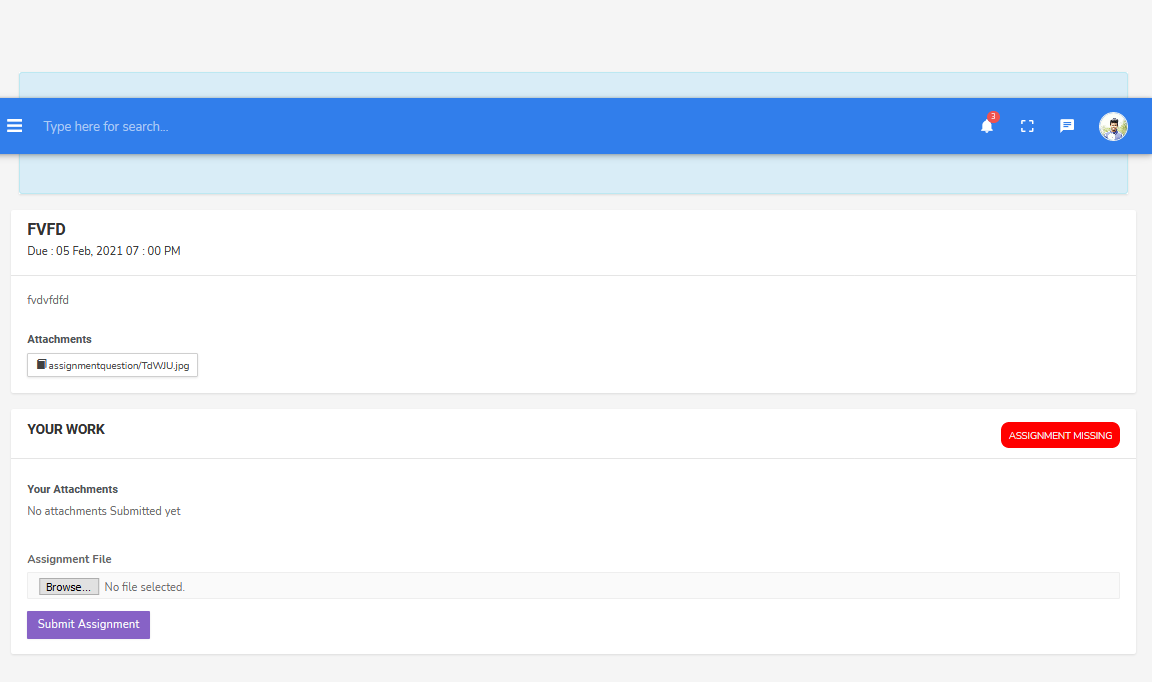 Type here for search...
3
FVFD
Due : 05 Feb, 2021 07 : 00 PM
fvdvfdfd
Attachments
assignmentquestion/TdWJU.jpg
YOUR WORK
ASSIGNMENT MISSING
Your Attachments
No attachments Submitted yet
Assignment File
Browse... No file selected.
Submit Assignment